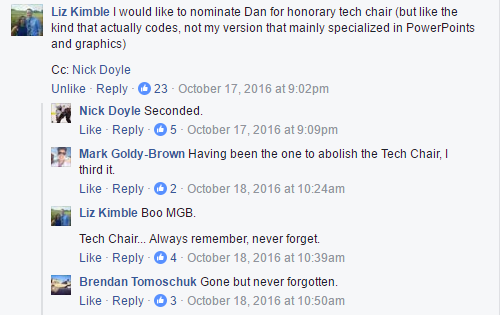 Liz Kimble I would like to nominate Dan for honorary tech chair (but like the
kind that actually codes, not my version that mainly specialized in PowerPoints
and graphics)
Cc: Nick Doyle
Unlike · Reply · 23 · October 17, 2016 at 9:02pm
Nick Doyle Seconded.
Like · Reply · 5 · October 17, 2016 at 9:09pm
Mark Goldy-Brown Having been the one to abolish the Tech Chair, I
third it.
Like · Reply · 2 · October 18, 2016 at 10:24am
Liz Kimble Boo MGB.
Tech Chair... Always remember, never forget.
Like · Reply · 4 · October 18, 2016 at 10:39am
Brendan Tomoschuk Gone but never forgotten.
Like · Reply · 3 · October 18, 2016 at 10:50am